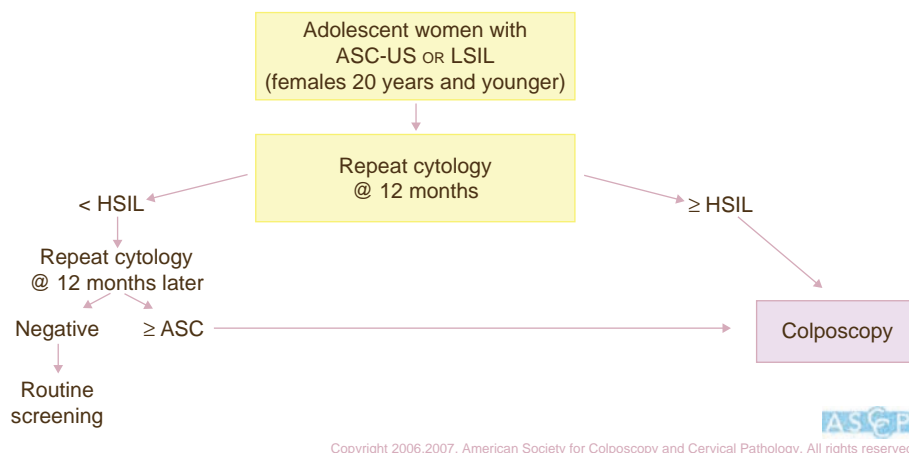 Adolescent women with
ASC-US OR LSIL
(females 20 years and younger)
Repeat cytology
@ 12 months
< HSIL
≥ HSIL
Repeat cytology
@ 12 months later
Negative
≥ ASC
Colposcopy
Routine
screening
ASCCP
Copyright 2006,2007, American Society for Colposcopy and Cervical Pathology. All rights reserved